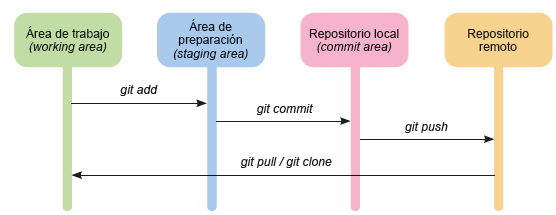 Área de trabajo
(working area)
Área de
preparación
(staging area)
Repositorio local
(commit area)
Repositorio
remoto
git add
git commit
git push
git pull / git clone